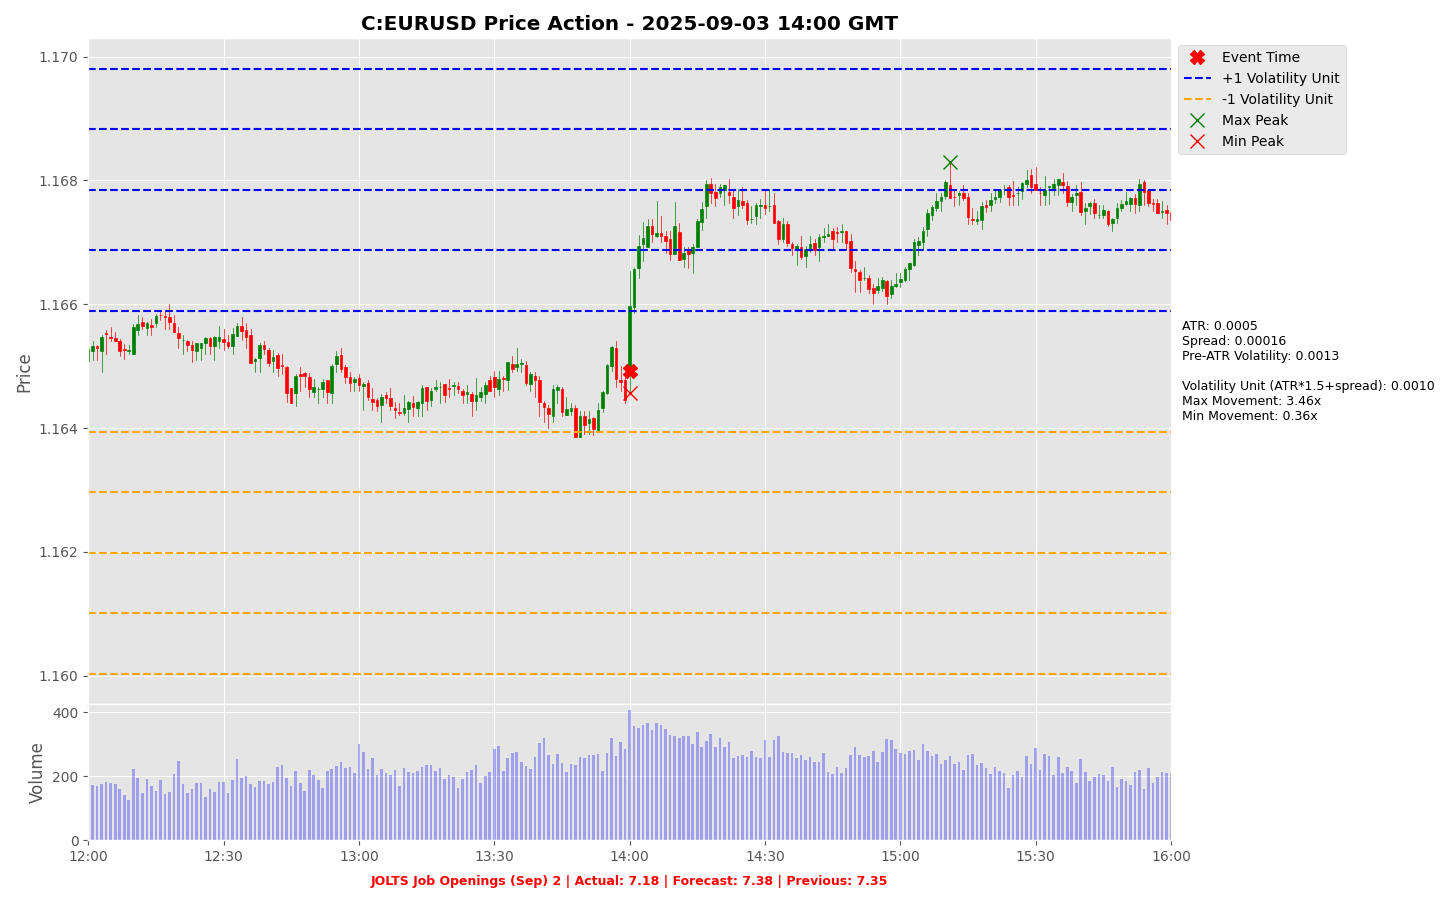 C:EURUSD Price Action - 2025-09-03 14:00 GMT
Event Time
+1 Volatility Unit
-1 Volatility Unit
Max Peak
Min Peak
Price
1.170
1.168
1.166
1.164
1.162
1.160
ATR: 0.0005
Spread: 0.00016
Pre-ATR Volatility: 0.0013
Volatility Unit (ATR*1.5+spread): 0.0010
Max Movement: 3.46x
Min Movement: 0.36x
Volume
400
200
0
12:00 12:30 13:00 13:30 14:00 14:30 15:00 15:30 16:00
JOLTS Job Openings (Sep) 2 | Actual: 7.18 | Forecast: 7.38 | Previous: 7.35